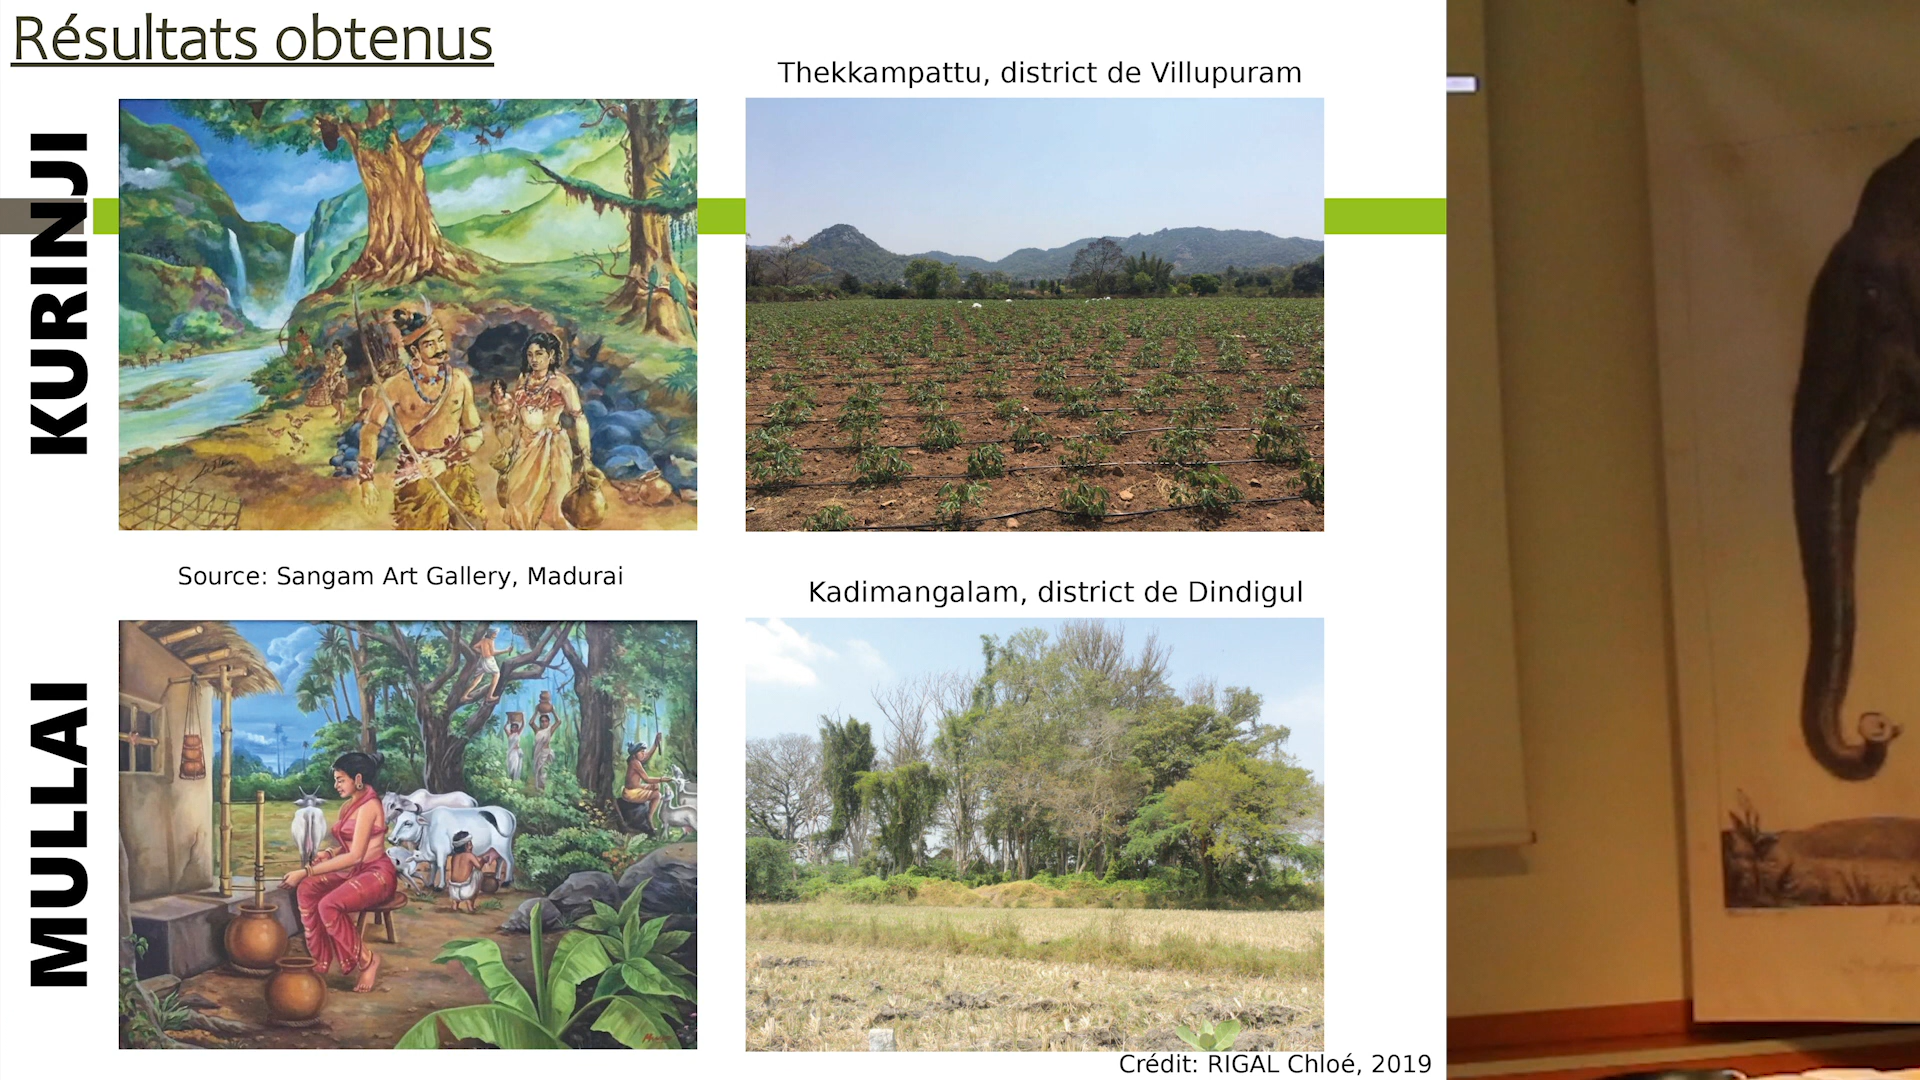 Résultats obtenus
Thekkampattu, district de Villupuram
KURINJI
Source: Sangam Art Gallery, Madurai
Kadimangalam, district de Dindigul
MULLAI
Crédit: RIGAL Chloé, 2019